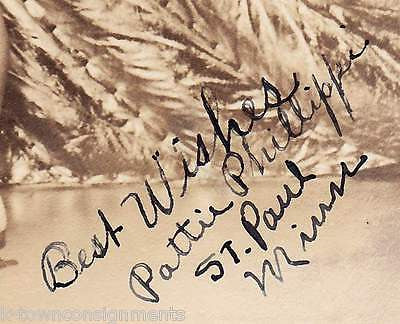 Best Wishes
Pattie Phillippi
ST. Paul
Minn
k-townconsignments